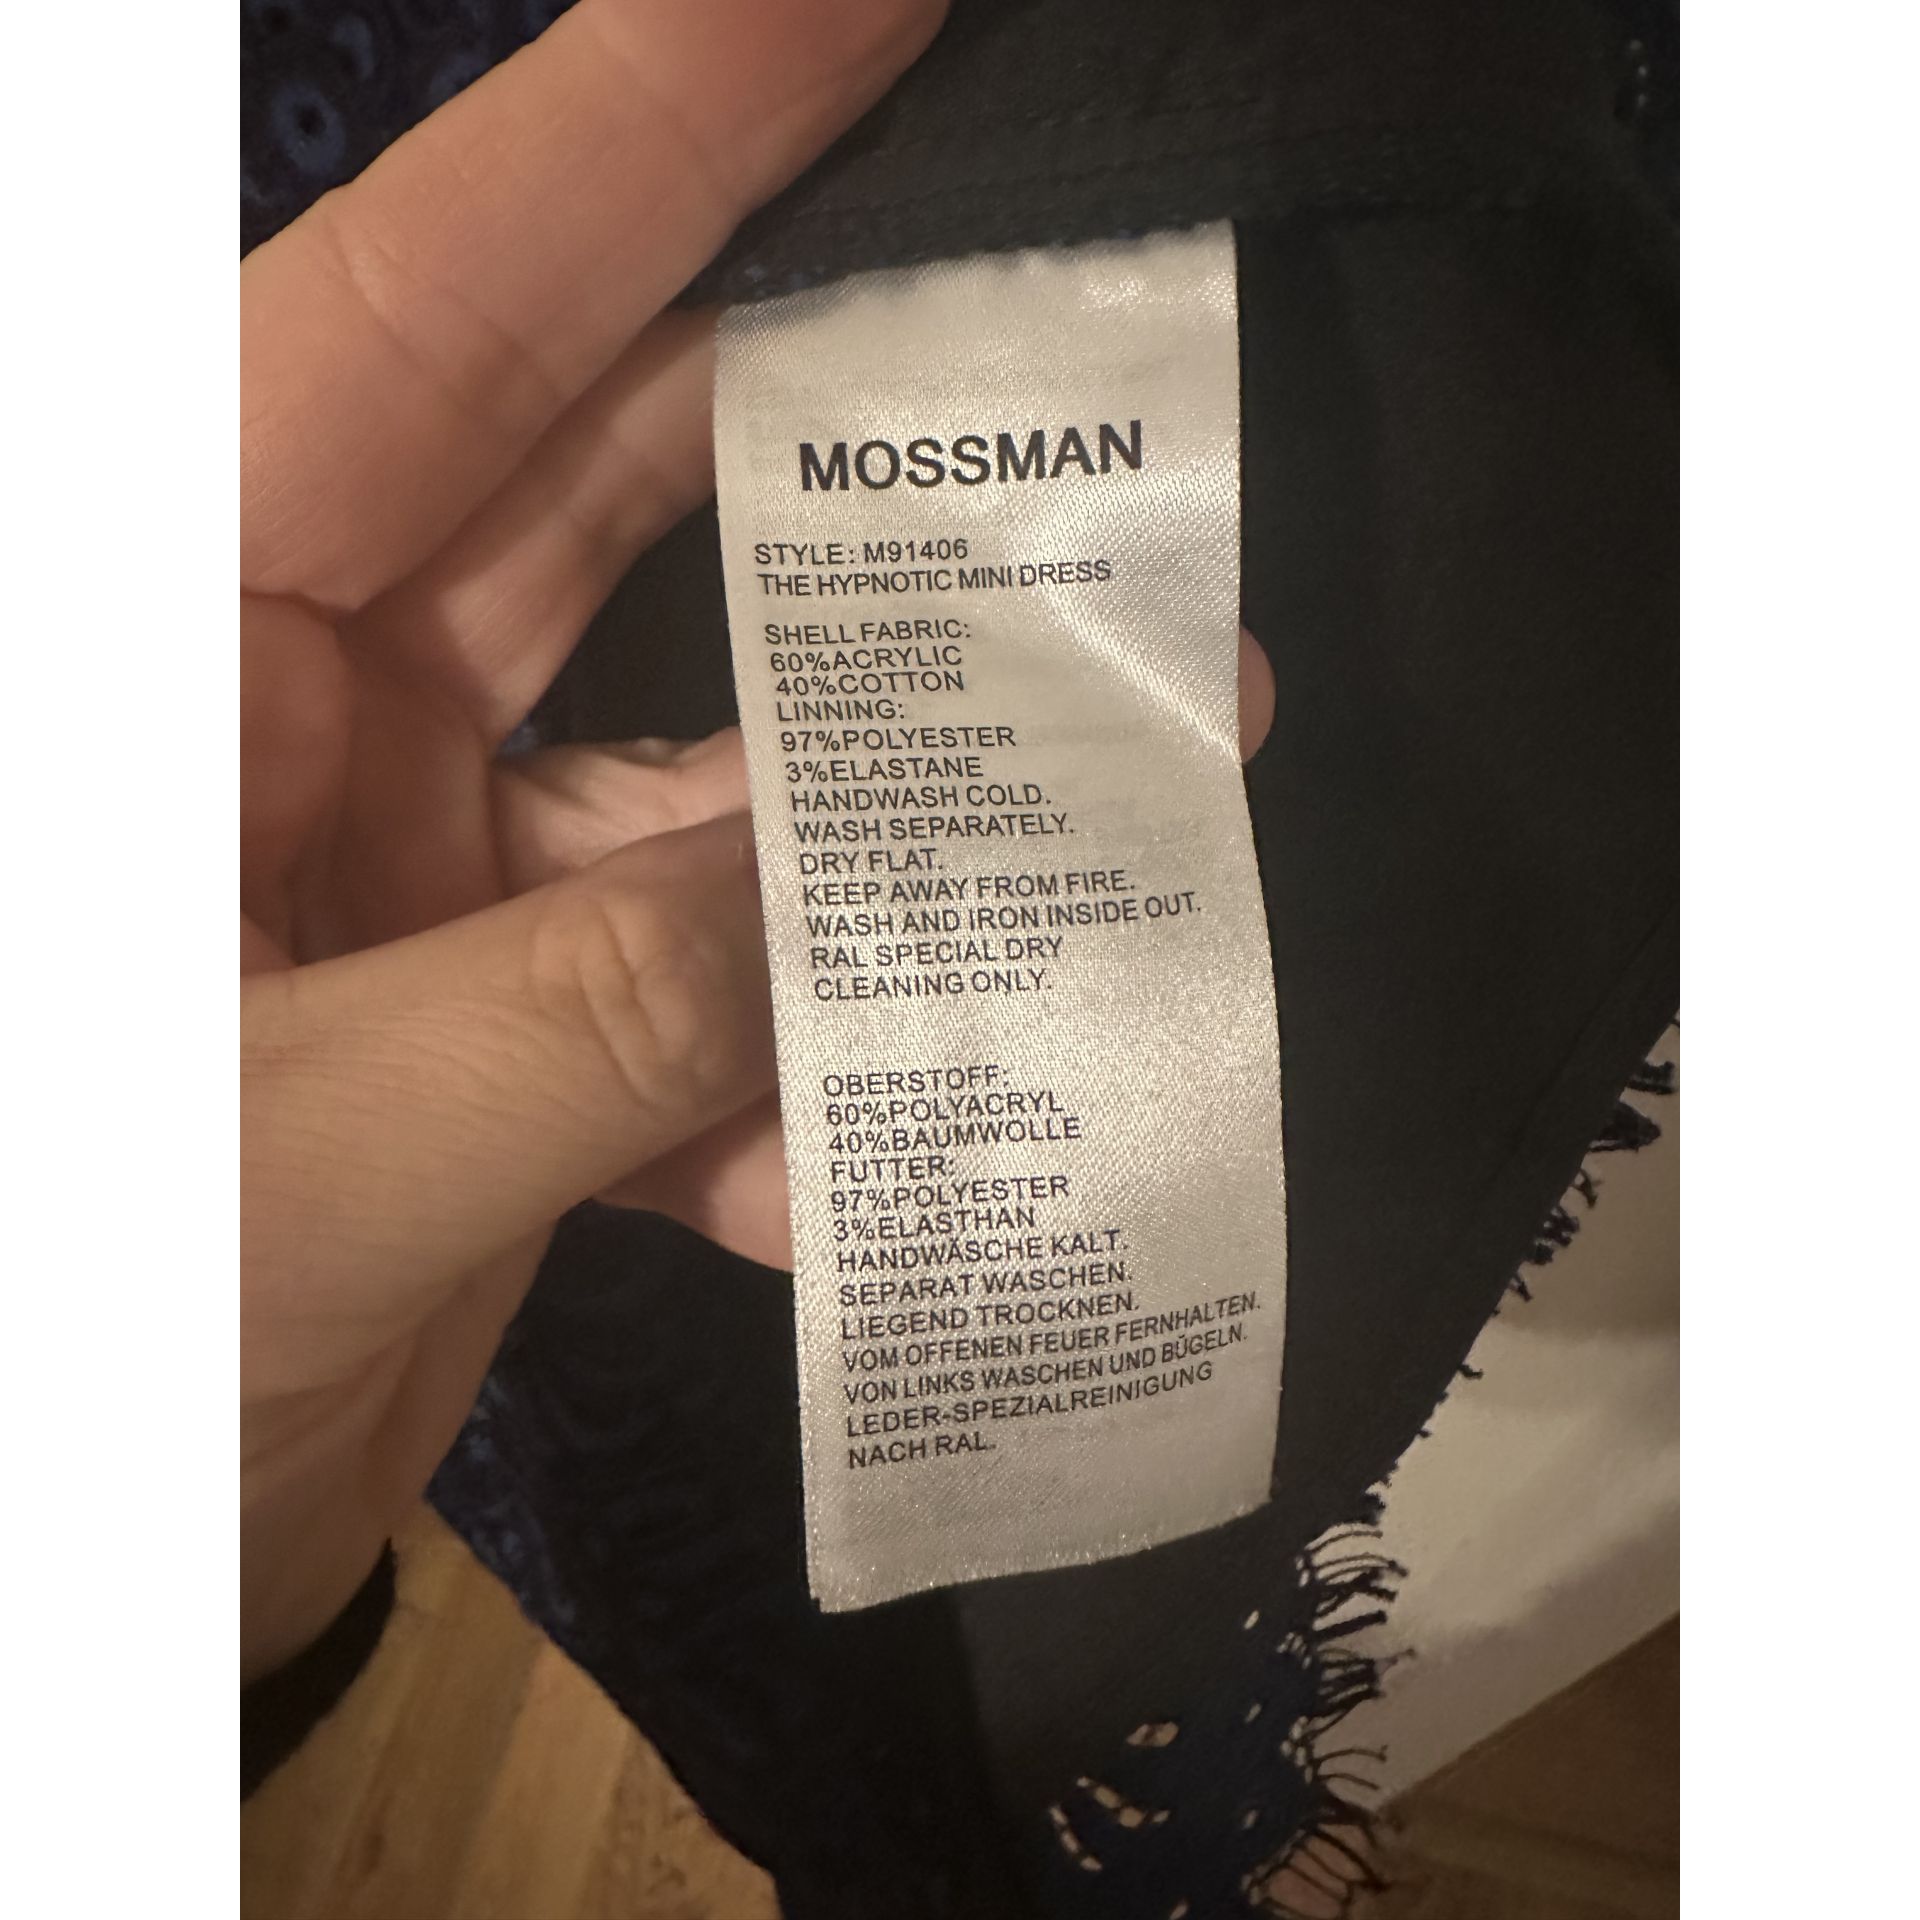 MOSSMAN
STYLE: M91406
THE HYPNOTIC MINI DRESS
SHELL FABRIC:
60%ACRYLIC
40%COTTON
LINNING:
97%POLYESTER
3%ELASTANE
HANDWASH COLD.
WASH SEPARATELY.
DRY FLAT.
KEEP AWAY FROM FIRE.
WASH AND IRON INSIDE OUT.
RAL SPECIAL DRY
CLEANING ONLY.
OBERSTOFF:
60%POLYACRYL
40%BAUMWOLLE
FUTTER:
97%POLYESTER
3%ELASTHAN
HANDWÄSCHE KALT.
SEPARAT WASCHEN.
LIEGEND TROCKNEN.
VOM OFFENEN FEUER FERNHALTEN.
VON LINKS WASCHEN UND BÜGELN.
LEDER-SPEZIALREINIGUNG
NACH RAL.